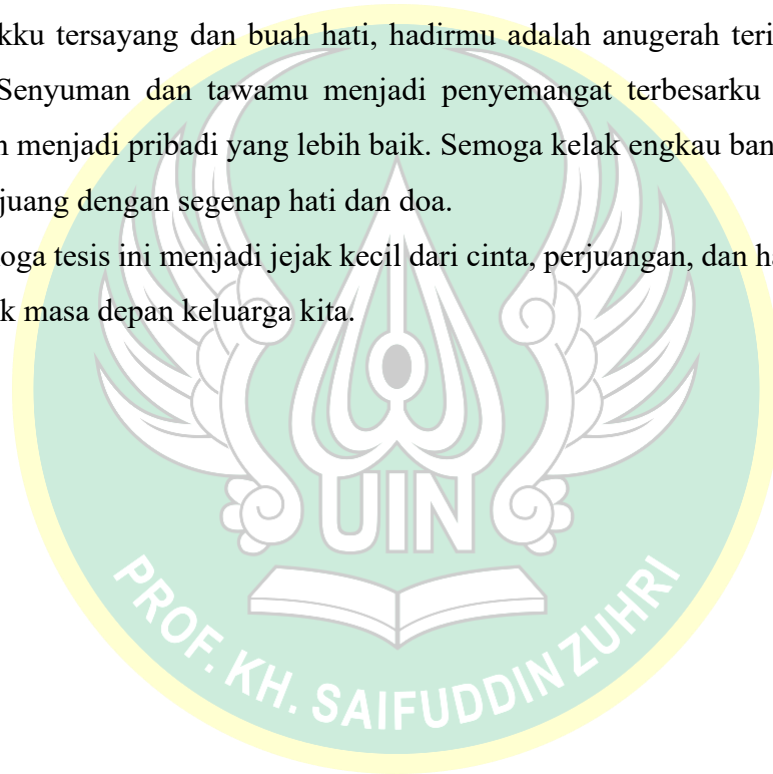 kku tersayang dan buah hati, hadirmu adalah anugerah teri
Senyuman dan tawamu menjadi penyemangat terbesarku
n menjadi pribadi yang lebih baik. Semoga kelak engkau ban
juang dengan segenap hati dan doa.
oga tesis ini menjadi jejak kecil dari cinta, perjuangan, dan ha
k masa depan keluarga kita.
UIN
PROF. KH. SAIFUDDIN ZUHRI